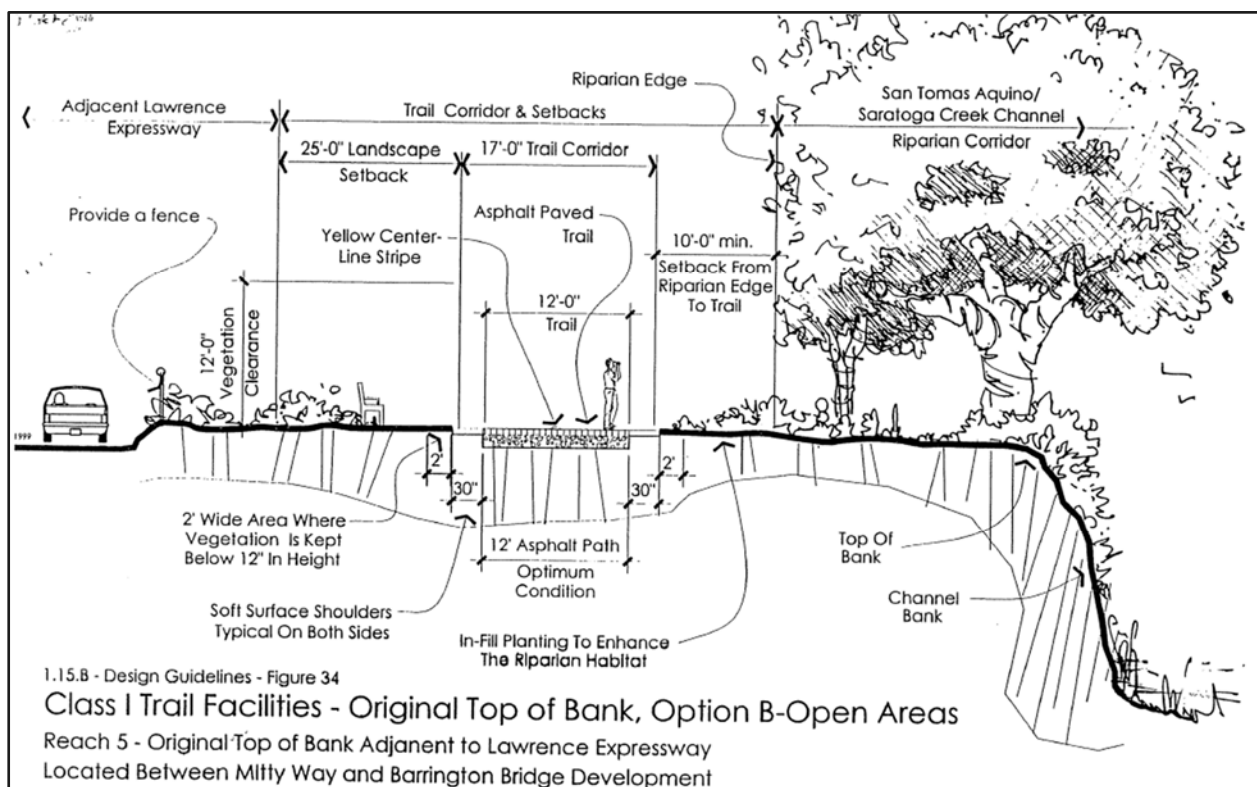 Riparian Edge
Adjacent Lawrence
Expressway
Trail Corridor & Setbacks
San Tomas Aquino/
Saratoga Creek Channel
Riparian Corridor
25'-0" Landscape
Setback
17'-0" Trail Corridor
Provide a fence
Yellow Center-
Line Stripe
Asphalt Paved
Trail
10'-0" min.
Setback From
Riparian Edge
To Trail
12'-0"
Trail
12'-0"
Vegetation
Clearance
1999
2'
30"
30"
2'
2' Wide Area Where
Vegetation Is Kept
Below 12" In Height
12' Asphalt Path
Optimum
Condition
Top Of
Bank
Channel
Bank
Soft Surface Shoulders
Typical On Both Sides
In-Fill Planting To Enhance
The Riparian Habitat
1.15.B - Design Guidelines - Figure 34
Class I Trail Facilities - Original Top of Bank, Option B-Open Areas
Reach 5 - Original Top of Bank Adjanent to Lawrence Expressway
Located Between Mitty Way and Barrington Bridge Development